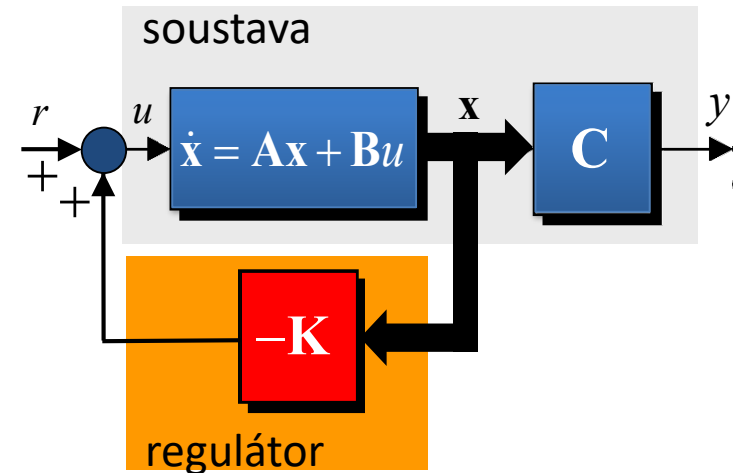 soustava
r
u
ẋ = Ax + Bu
x
C
y
+
+
−K
regulátor